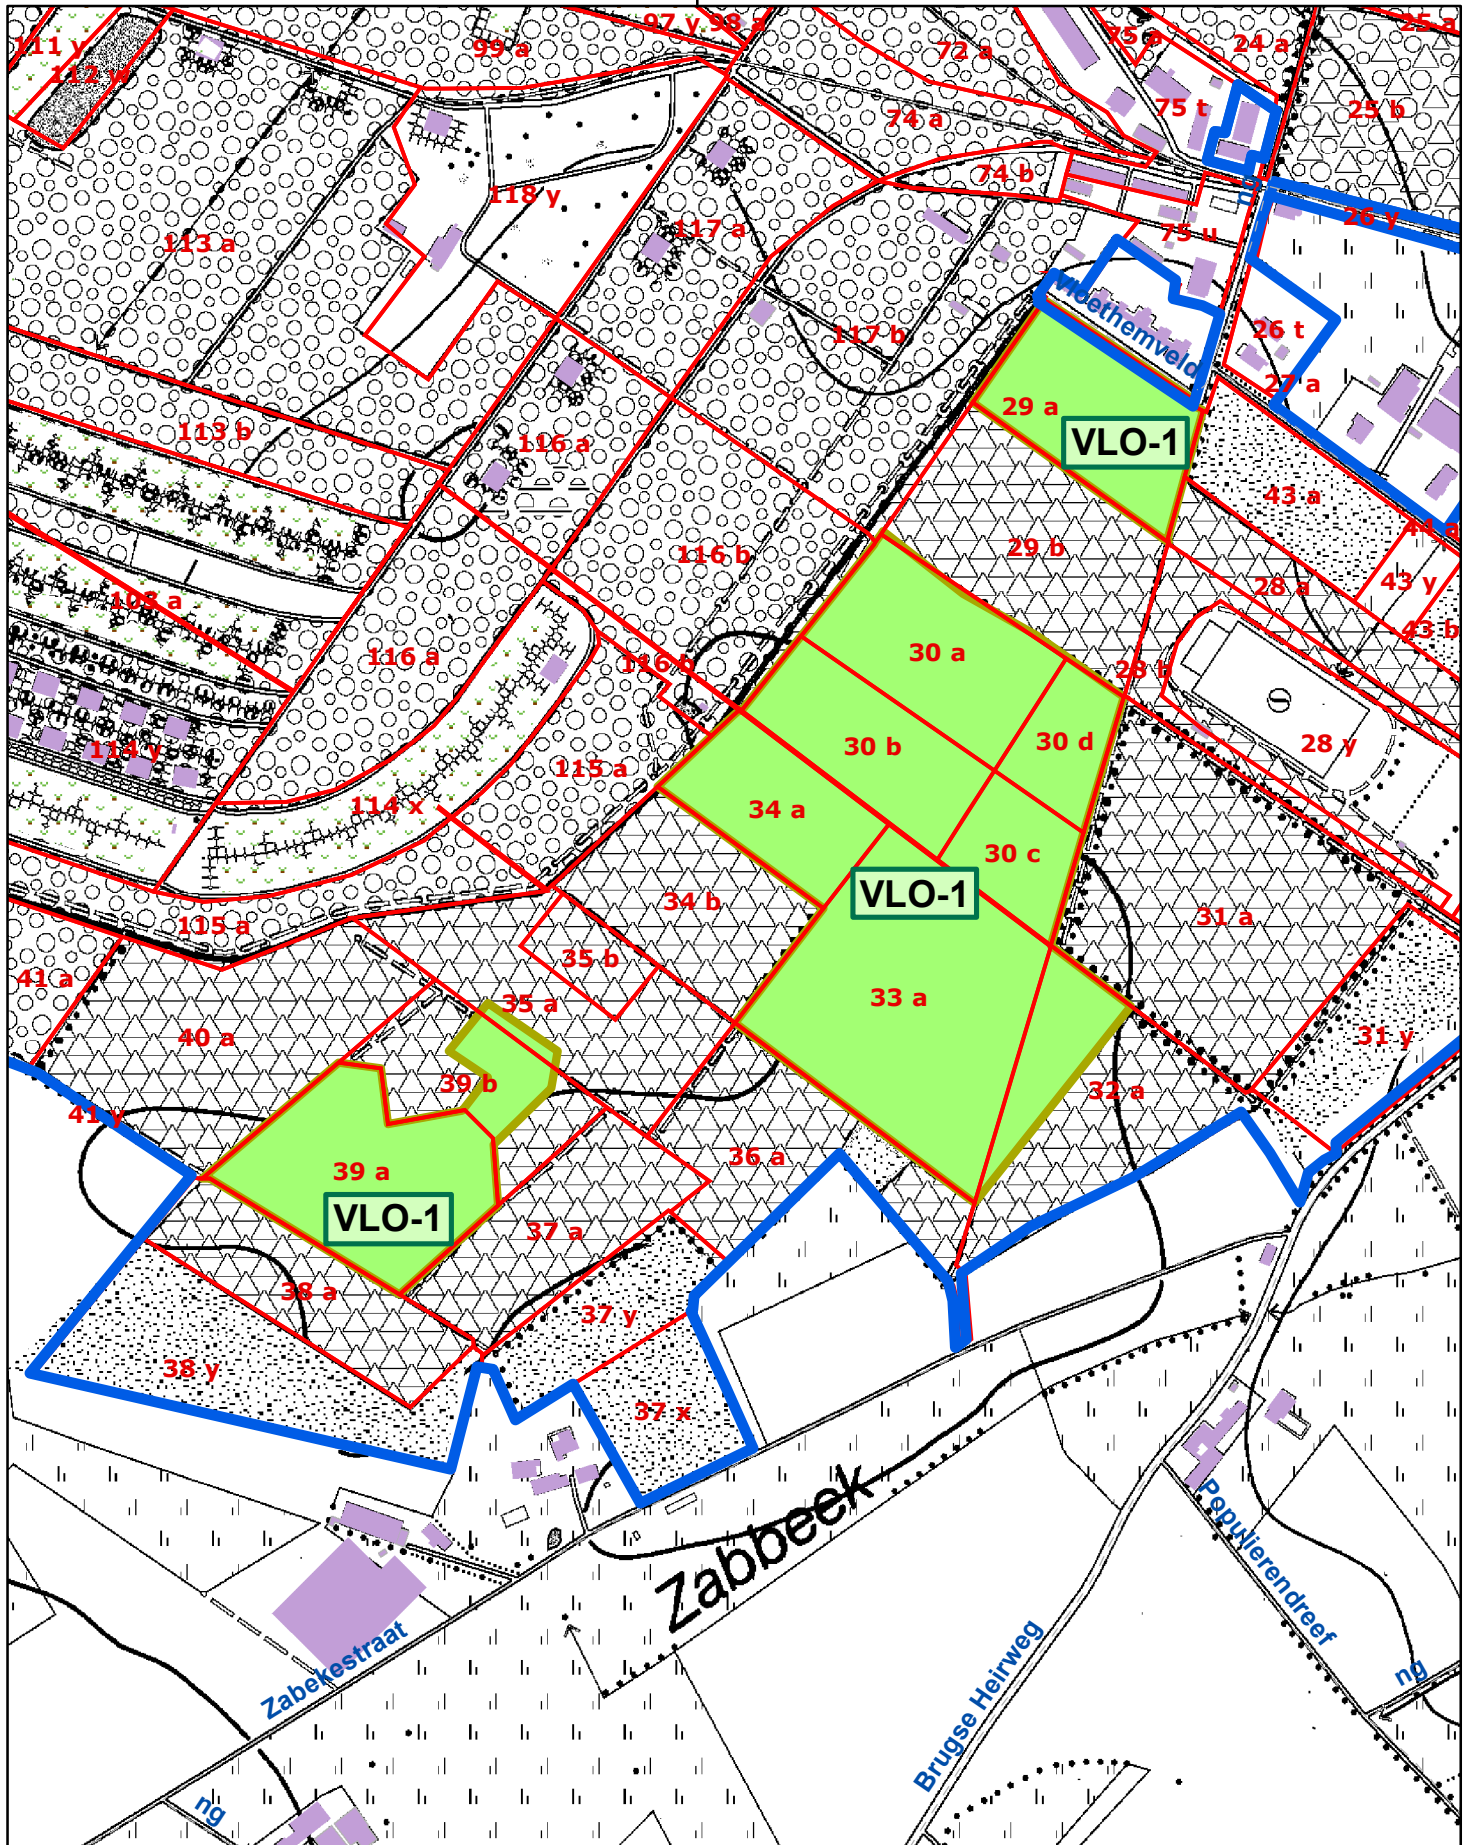 97 y 98 a
25 a
111 y
99 a
72 a
75 a
24 a
112 w
75 t
25 b
74 a
74 b
118 y
26 y
117 a
75 u
113 a
Vloethemveld
117 b
26 t
27 a
29 a
VLO-1
113 b
116 a
43 a
44 a
116 b
29 b
43 y
28 a
103 a
43 b
30 a
116 a
116 b
28 b
30 b
30 d
28 y
114 y
115 a
114 x
34 a
30 c
VLO-1
34 b
31 a
115 a
35 b
41 a
33 a
35 a
40 a
31 y
39 b
32 a
41 y
36 a
39 a
VLO-1
37 a
38 a
37 y
38 y
37 x
Zabbeek
Populierendreef
Zabekestraat
Brugse Heirweg
ng
ng